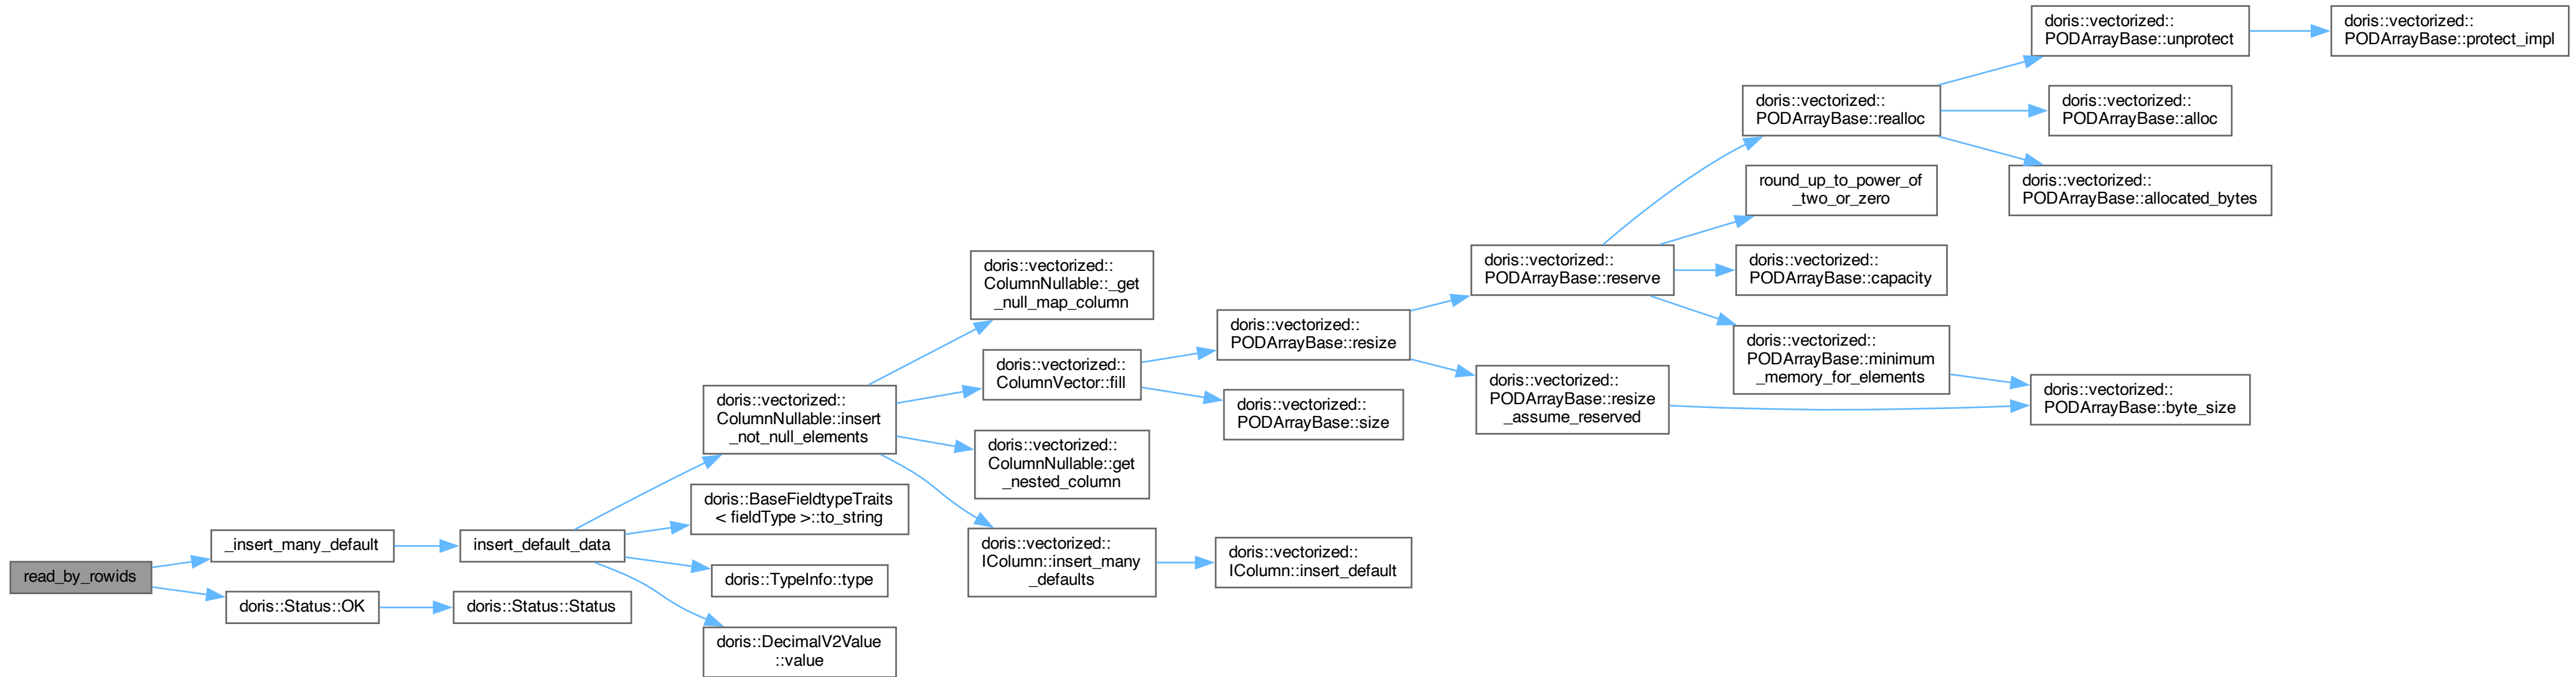 read_by_rowids
_insert_many_default
insert_default_data
doris::vectorized::
ColumnNullable::insert
_not_null_elements
doris::vectorized::
ColumnNullable::_get
_null_map_column
doris::vectorized::
ColumnVector::fill
doris::vectorized::
PODArrayBase::resize
doris::vectorized::
PODArrayBase::reserve
doris::vectorized::
PODArrayBase::realloc
doris::vectorized::
PODArrayBase::unprotect
doris::vectorized::
PODArrayBase::protect_impl
doris::vectorized::
PODArrayBase::alloc
doris::vectorized::
PODArrayBase::allocated_bytes
round_up_to_power_of
_two_or_zero
doris::vectorized::
PODArrayBase::capacity
doris::vectorized::
PODArrayBase::minimum
_memory_for_elements
doris::vectorized::
PODArrayBase::byte_size
doris::vectorized::
PODArrayBase::resize
_assume_reserved
doris::vectorized::
PODArrayBase::size
doris::vectorized::
ColumnNullable::get
_nested_column
doris::vectorized::
IColumn::insert_many
_defaults
doris::vectorized::
IColumn::insert_default
doris::BaseFieldtypeTraits
< fieldType >::to_string
doris::TypeInfo::type
doris::DecimalV2Value
::value
doris::Status::OK
doris::Status::Status